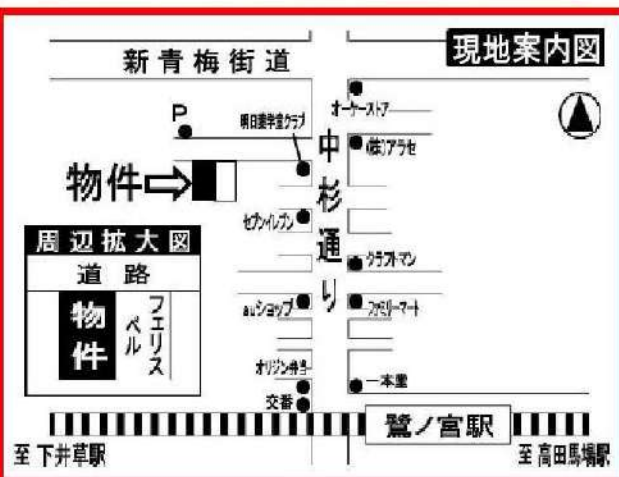 現地案内図
新青梅街道
オーケーストア
P
明日葉学童クラブ
(株)アラセ
中杉通り
物件
セブンイレブン
周辺拡大図
道路
物件
フェリス
ベル
クラフトマン
auショップ
ファミリーマート
オリジン弁当
一本堂
交番
鷺ノ宮駅
至 下井草駅
至 高田馬場駅